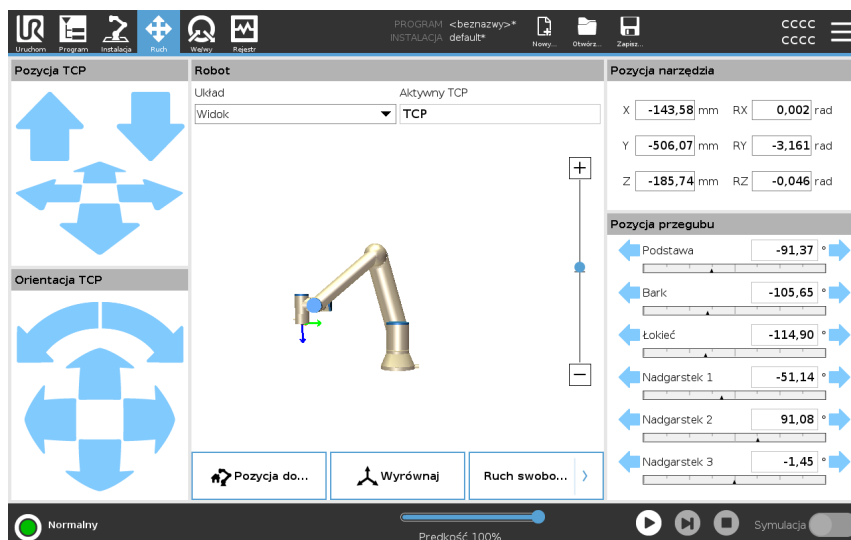 PROGRAM <beznazwy>*
INSTALACJA default*
UR
Uruchom Program Instalacja Ruch We/wy Rejestr
Nowy... Otwórz... Zapisz...
CCCC
CCCC
Pozycja TCP
Robot
Układ
Aktywny TCP
Widok
TCP
+
−
Pozycja do...
Wyrównaj
Ruch swobo...
Orientacja TCP
Pozycja narzędzia
X -143,58 mm RX 0,002 rad
Y -506,07 mm RY -3,161 rad
Z -185,74 mm RZ -0,046 rad
Pozycja przegubu
Podstawa -91,37 °
Bark -105,65 °
Łokieć -114,90 °
Nadgarstek 1 -51,14 °
Nadgarstek 2 91,08 °
Nadgarstek 3 -1,45 °
Normalny
Prędkość 100%
Symulacja